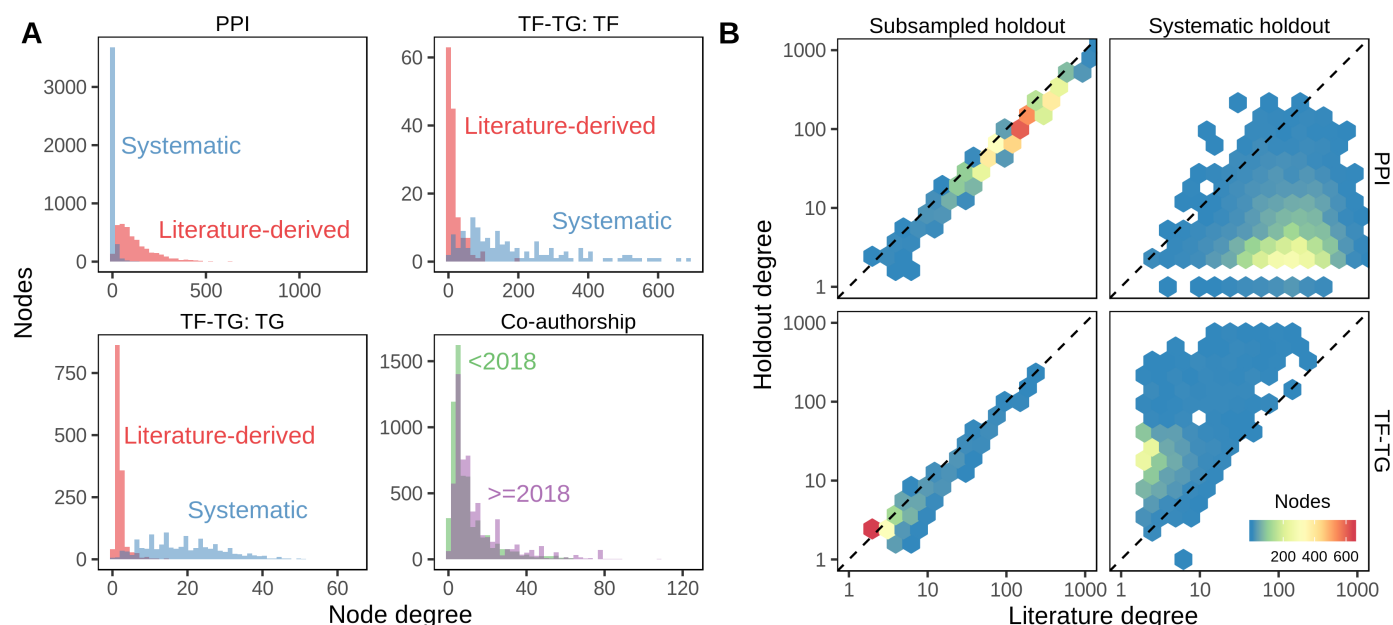 A
PPI
TF-TG: TF
3000
2000
1000
0
Systematic
Literature-derived
0 500 1000
60
40
20
0
Literature-derived
Systematic
0 200 400 600
Nodes
TF-TG: TG
Co-authorship
750
500
250
0
Literature-derived
Systematic
0 20 40 60
1500
1000
500
0
<2018
>=2018
0 40 80 120
Node degree
B
Subsampled holdout
Systematic holdout
1000
100
10
1
PPI
Holdout degree
1000
100
10
1
TF-TG
Nodes
200 400 600
1 10 100 1000
1 10 100 1000
Literature degree